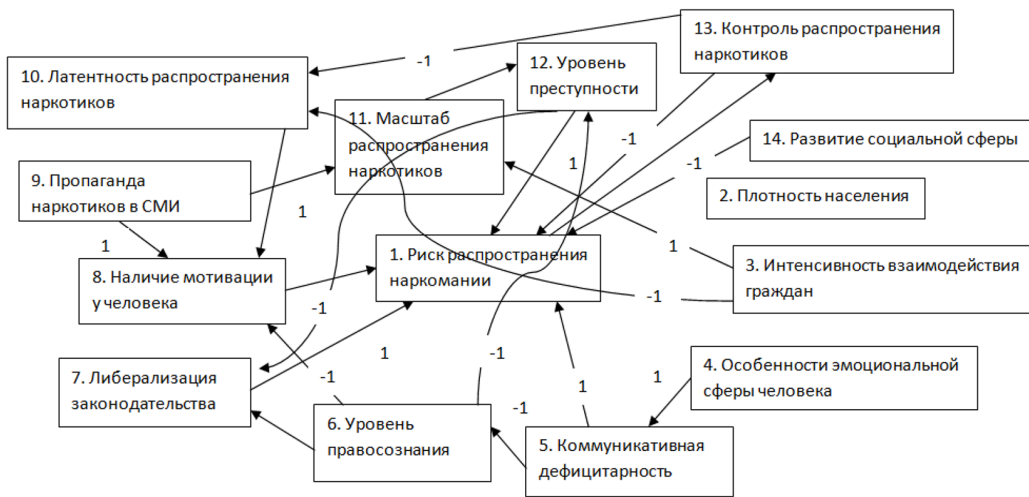 13. Контроль распространения
наркотиков
-1
12. Уровень
преступности
10. Латентность распространения
наркотиков
11. Масштаб
распространения
наркотиков
-1
14. Развитие социальной сферы
1
-1
9. Пропаганда
наркотиков в СМИ
2. Плотность населения
1
1
1
1. Риск распространения
наркомании
3. Интенсивность взаимодействия
граждан
8. Наличие мотивации
у человека
-1
-1
1
-1
4. Особенности эмоциональной
сферы человека
7. Либерализация
законодательства
-1
1
1
6. Уровень
правосознания
-1
5. Коммуникативная
дефицитарность